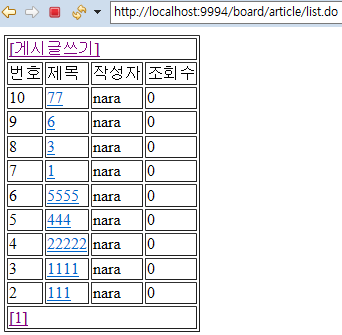 http://localhost:9994/board/article/list.do
[게시글쓰기]
번호 제목 작성자 조회수
10 77 nara 0
9 6 nara 0
8 3 nara 0
7 1 nara 0
6 5555 nara 0
5 444 nara 0
4 22222 nara 0
3 1111 nara 0
2 111 nara 0
[1]